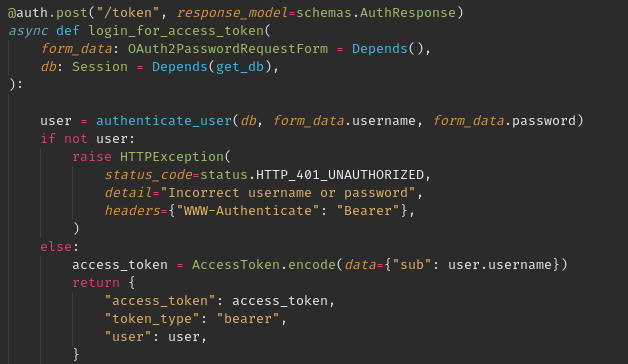 @auth.post("/token", response_model=schemas.AuthResponse)
async def login_for_access_token(
    form_data: OAuth2PasswordRequestForm = Depends(),
    db: Session = Depends(get_db),
):
    user = authenticate_user(db, form_data.username, form_data.password)
    if not user:
        raise HTTPException(
            status_code=status.HTTP_401_UNAUTHORIZED,
            detail="Incorrect username or password",
            headers={"WWW-Authenticate": "Bearer"},
        )
    else:
        access_token = AccessToken.encode(data={"sub": user.username})
        return {
            "access_token": access_token,
            "token_type": "bearer",
            "user": user,
        }